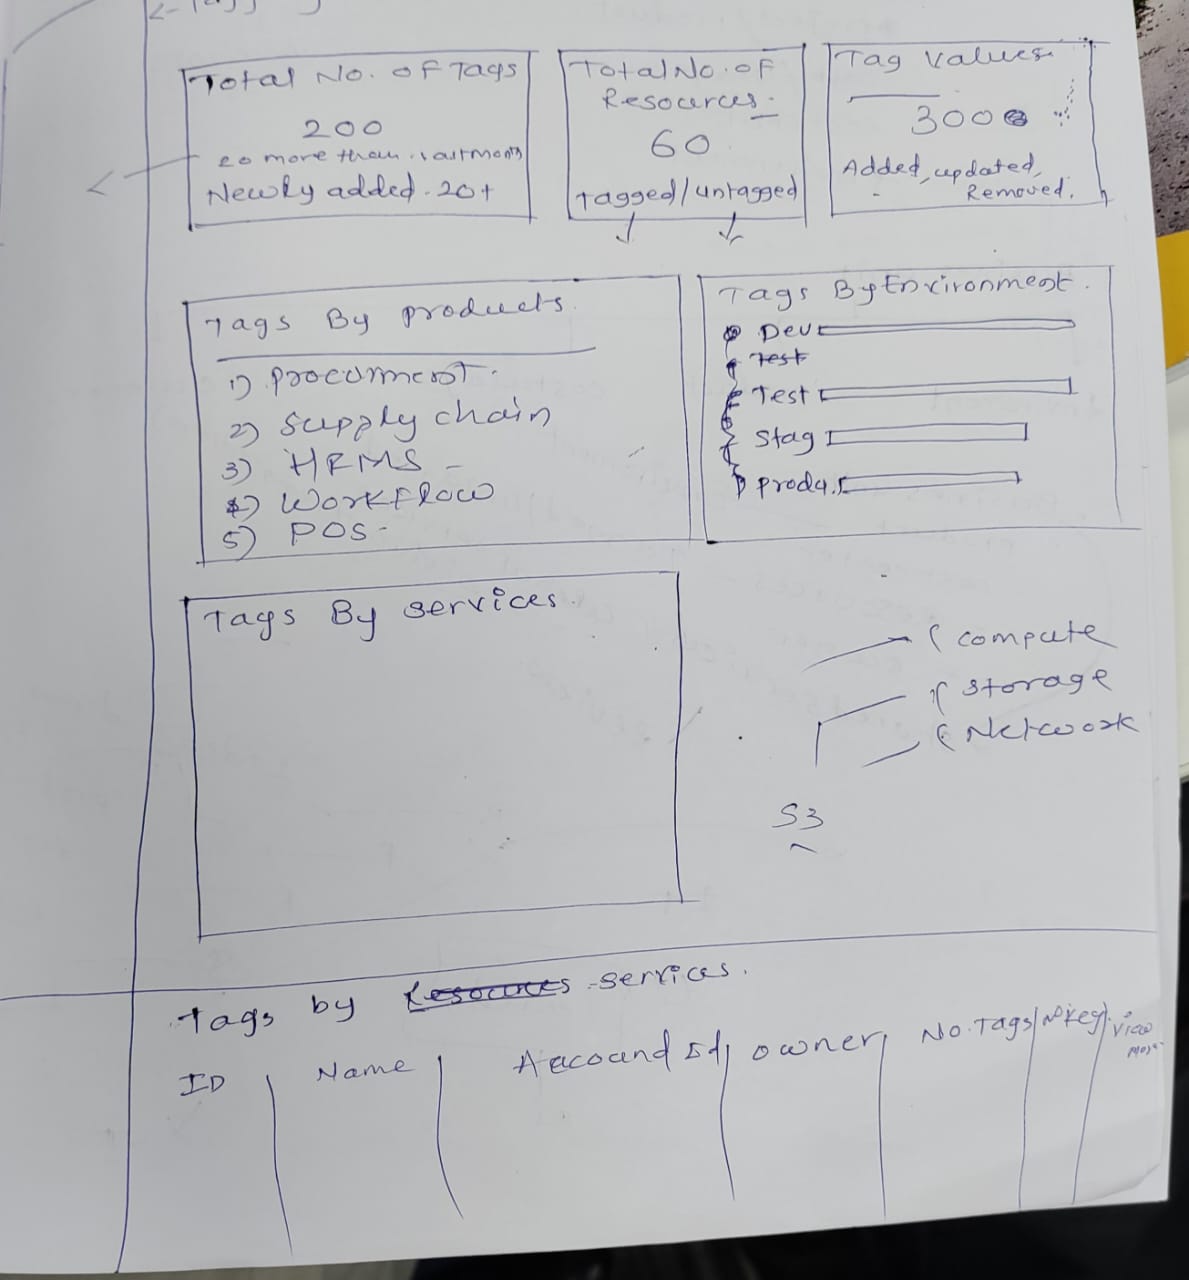 Total No. of Tags
200
20 more than last month
Newly added. 20+
Total No. of
Resources.
60
Tagged/untagged
Tag Values
300
Added, updated,
Removed.
Tags By products.
1) procurment.
2) Supply chain
3) HRMS
4) Workflow
5) POS
Tags By Environment.
Dev
Test
Test
Stag
produ.
Tags By services.
compute
storage
Network
S3
Tags by Resources services.
ID
Name
Aacound Id
owner
No. Tags
No key
View
more